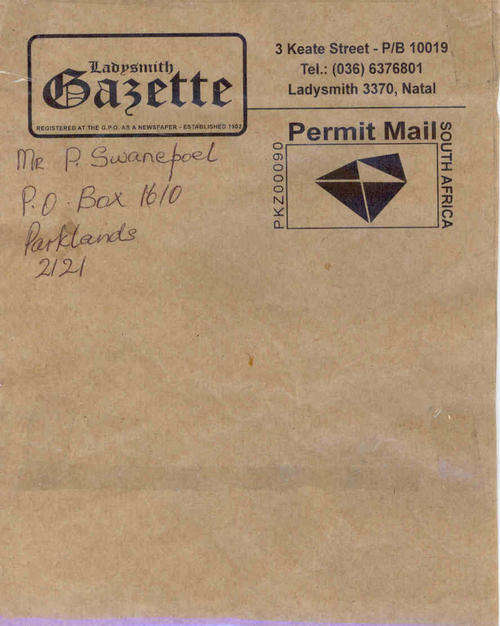 Ladysmith
Gazette
REGISTERED AT THE G.P.O. AS A NEWSPAPER - ESTABLISHED 1902
3 Keate Street - P/B 10019
Tel.: (036) 6376801
Ladysmith 3370, Natal
Permit Mail
SOUTH AFRICA
PKZ00090
Mr P. Swanepoel
P.O. Box 1610
Parklands
2121